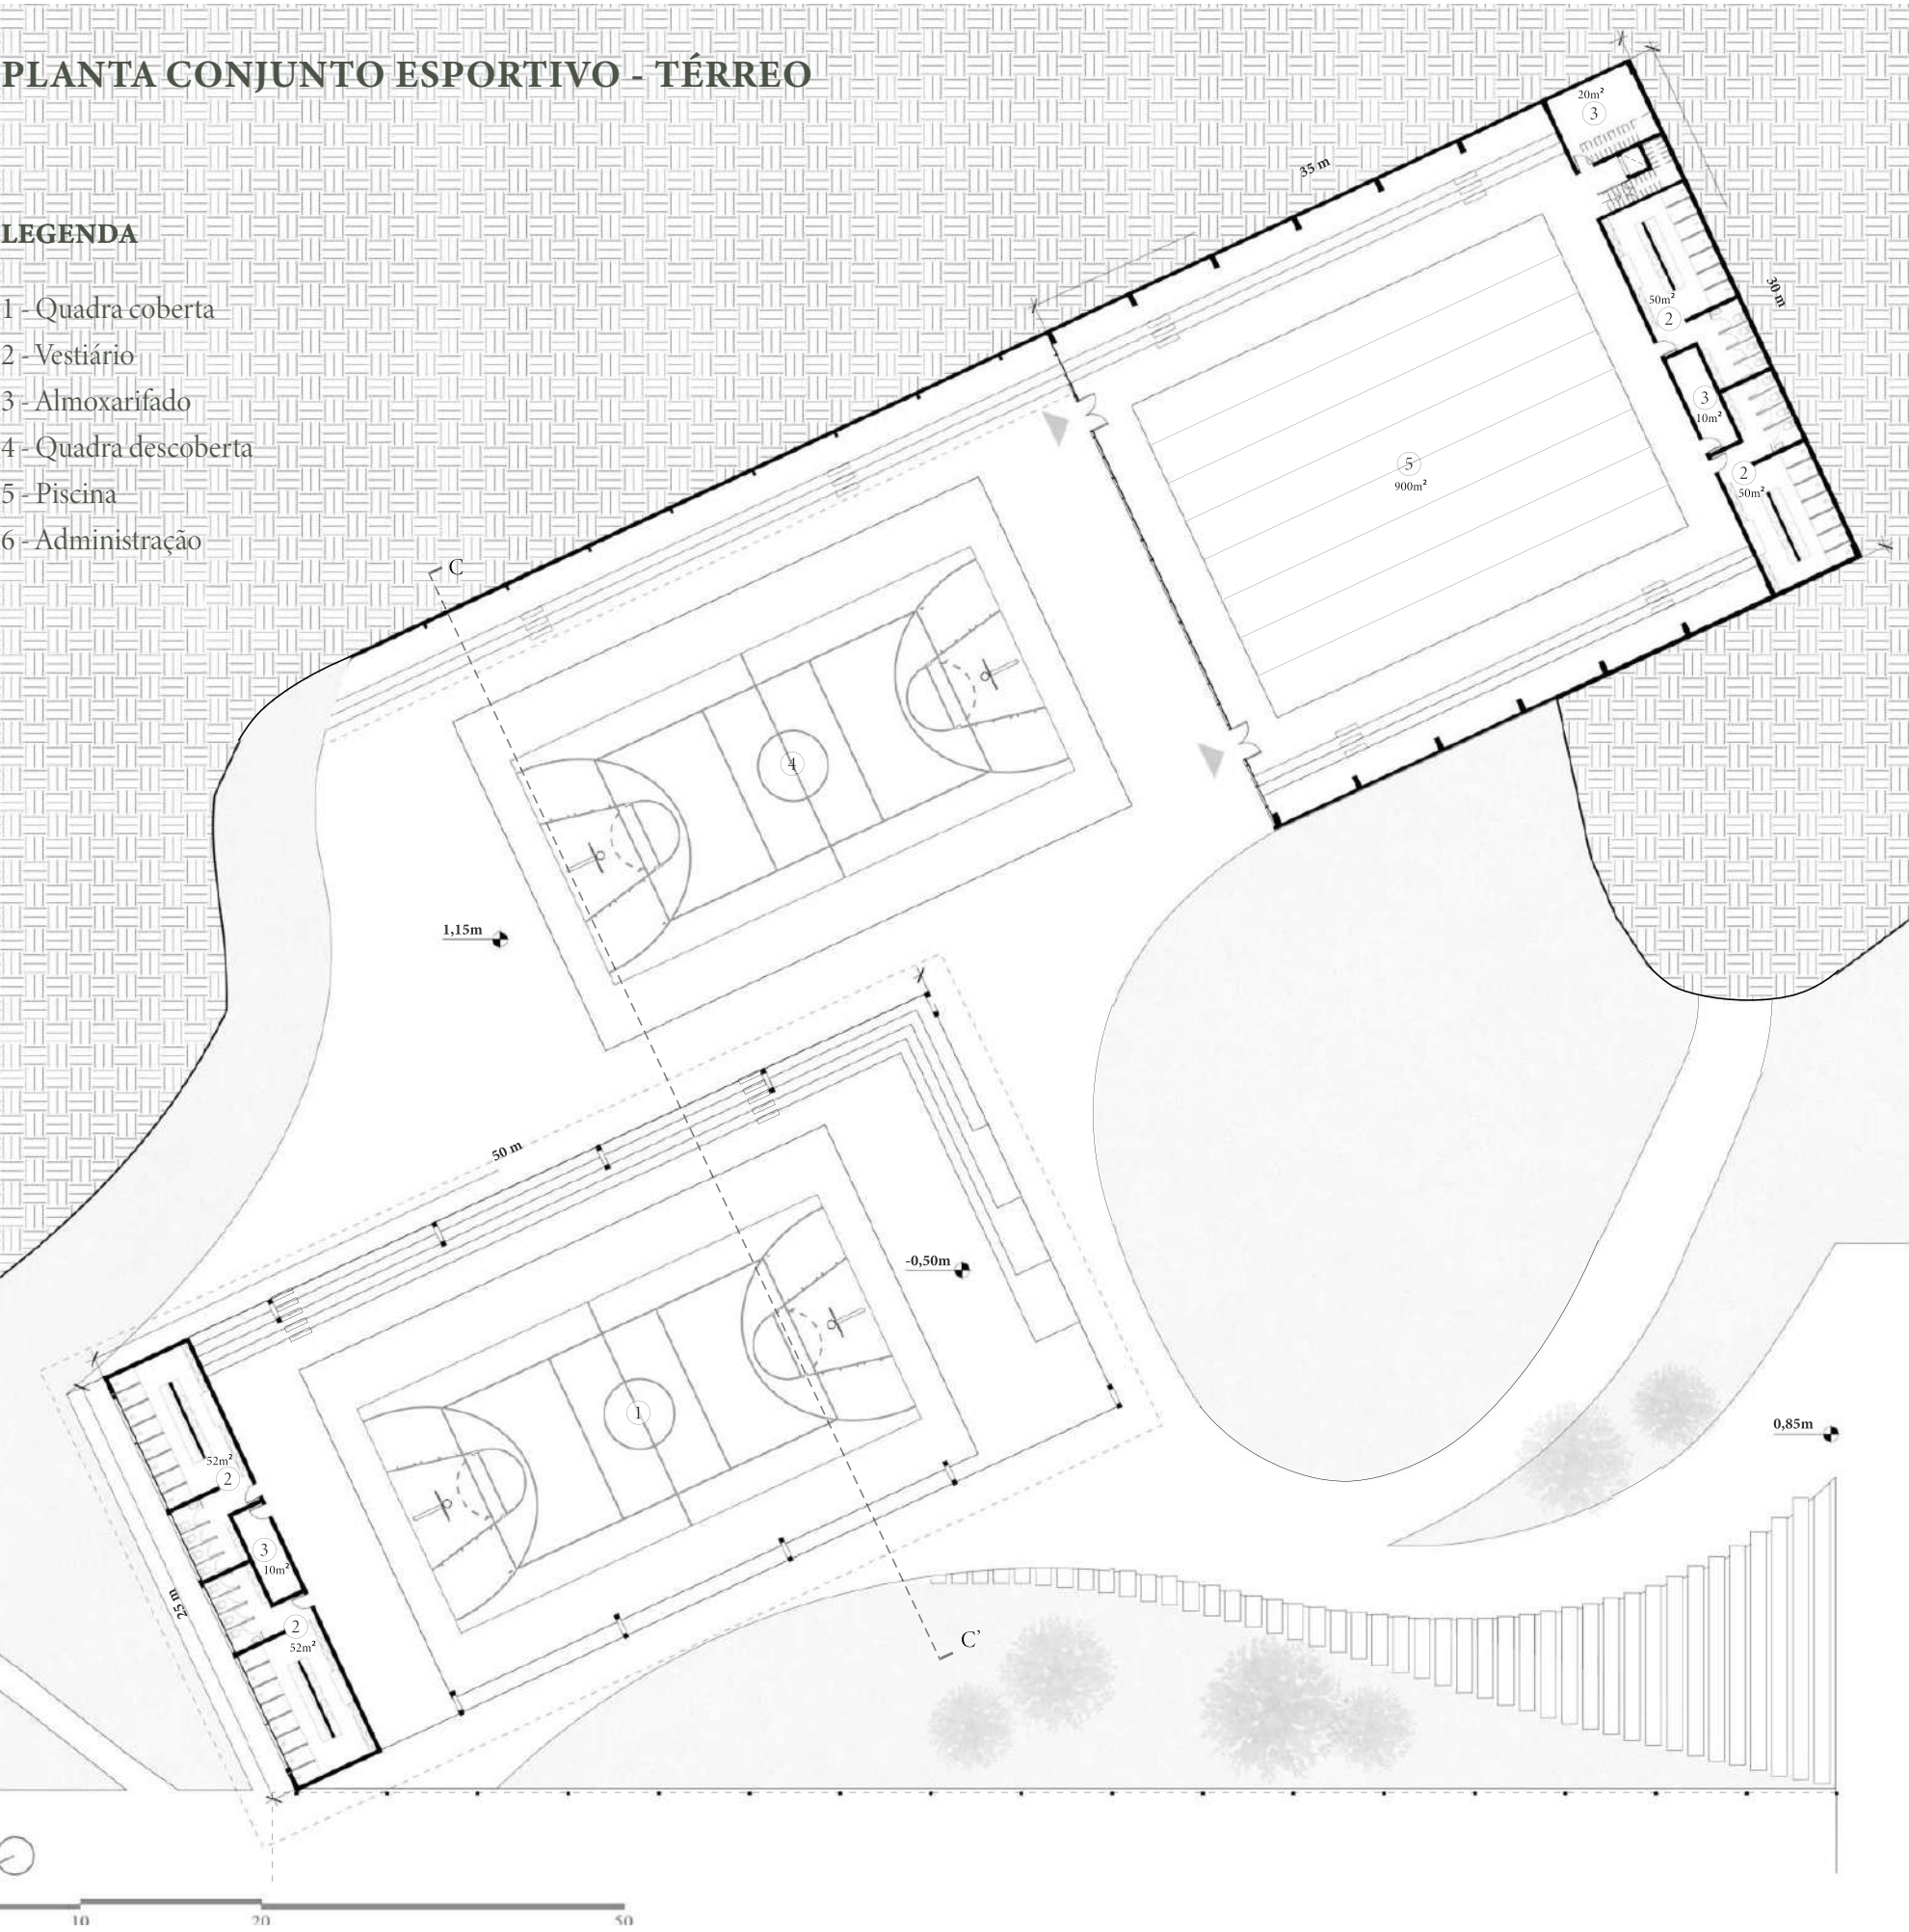 PLANTA CONJUNTO ESPORTIVO - TÉRREO
LEGENDA
1 - Quadra coberta
2 - Vestiário
3 - Almoxarifado
4 - Quadra descoberta
5 - Piscina
6 - Administração
20m²
3
35 m
30 m
50m²
2
3
10m²
5
900m²
2
50m²
C
4
1,15m
50 m
-0,50m
1
0,85m
52m²
2
3
10m²
25 m
2
52m²
C'
10
20
50